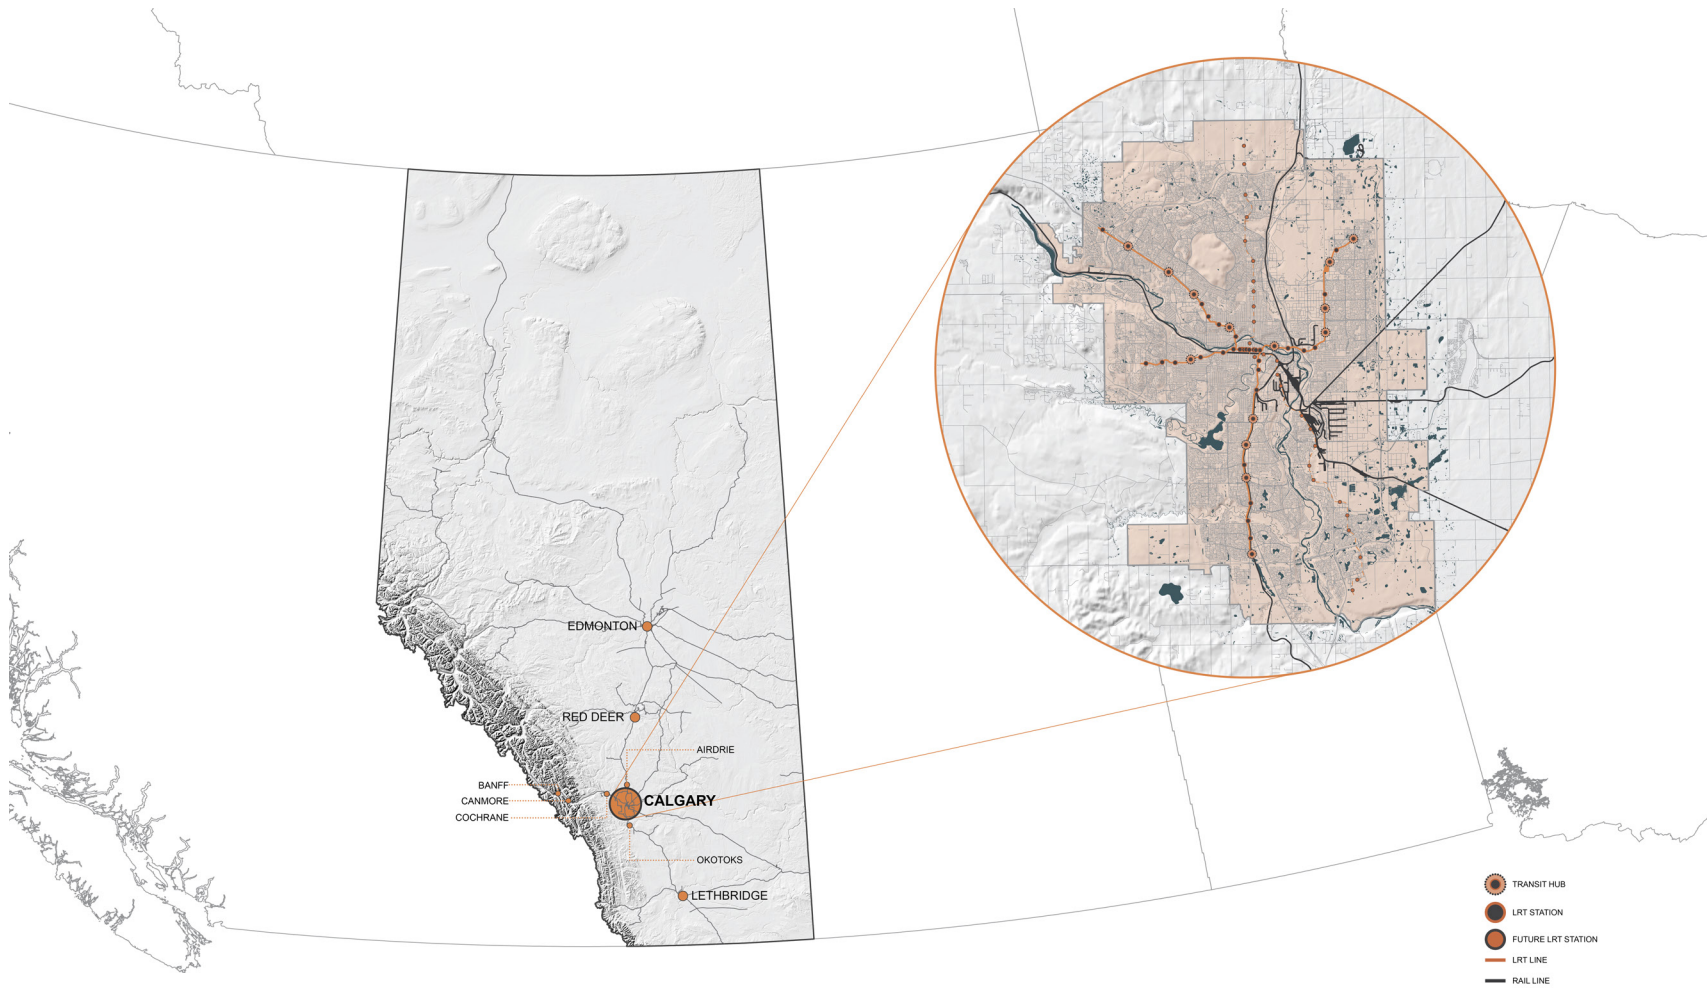 EDMONTON
RED DEER
AIRDRIE
BANFF
CANMORE
CALGARY
COCHRANE
OKOTOKS
LETHBRIDGE
TRANSIT HUB
LRT STATION
FUTURE LRT STATION
LRT LINE
RAIL LINE